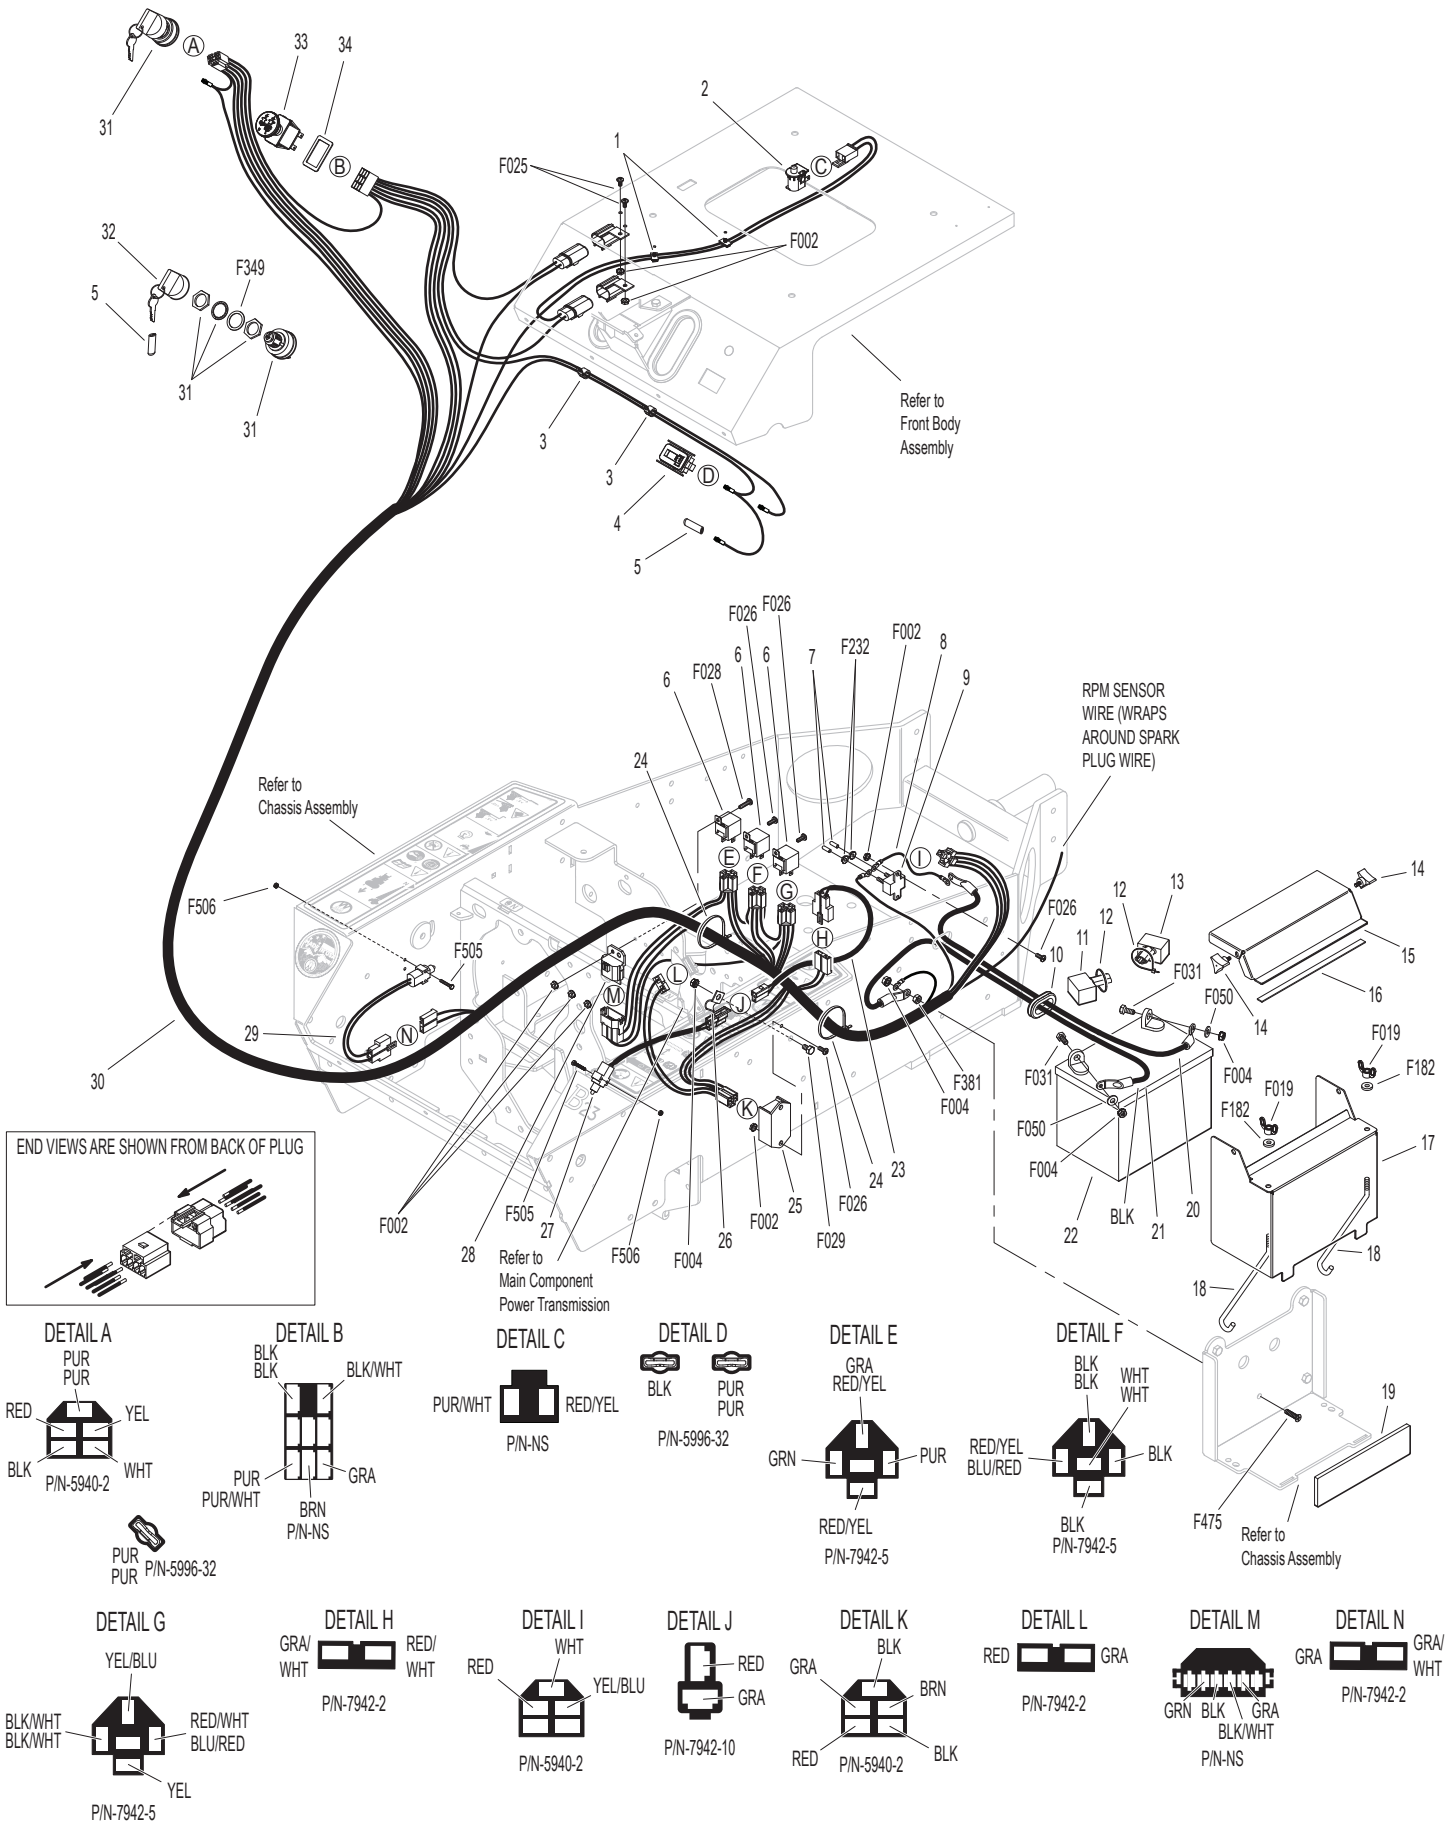 A
33
34
31
2
1
F025
B
C
32
F349
F002
5
31
31
3
3
4
D
5
Refer to
Front Body
Assembly
F026
F026
F002
8
6
6
7
F232
9
F028
6
24
RPM SENSOR
WIRE (WRAPS
AROUND SPARK
PLUG WIRE)
Refer to
Chassis Assembly
E
F
G
I
F506
F505
H
14
12
13
12
11
F026
10
F031
F050
15
16
14
L
M
J
N
29
30
K
F381
F004
F031
F004
F019
F182
F019
F182
F050
F004
17
B23
F002
28
F505
27
F506
F004
26
F002
25
F029
F026
24
23
22
BLK
21
20
18
18
Refer to
Main Component
Power Transmission
END VIEWS ARE SHOWN FROM BACK OF PLUG
19
F475
Refer to
Chassis Assembly
DETAIL A
PUR
PUR
RED
YEL
BLK
WHT
P/N-5940-2
PUR
PUR
P/N-5996-32
DETAIL B
BLK
BLK
BLK/WHT
PUR
PUR/WHT
GRA
BRN
P/N-NS
DETAIL C
PUR/WHT
RED/YEL
P/N-NS
DETAIL D
BLK
PUR
PUR
P/N-5996-32
DETAIL E
GRA
RED/YEL
GRN
PUR
RED/YEL
P/N-7942-5
DETAIL F
BLK
BLK
WHT
WHT
RED/YEL
BLU/RED
BLK
BLK
P/N-7942-5
DETAIL G
YEL/BLU
BLK/WHT
BLK/WHT
RED/WHT
BLU/RED
YEL
P/N-7942-5
DETAIL H
GRA/
WHT
RED/
WHT
P/N-7942-2
DETAIL I
WHT
RED
YEL/BLU
P/N-5940-2
DETAIL J
RED
GRA
P/N-7942-10
DETAIL K
BLK
GRA
BRN
RED
BLK
P/N-5940-2
DETAIL L
RED
GRA
P/N-7942-2
DETAIL M
GRN
BLK
GRA
BLK/WHT
P/N-NS
DETAIL N
GRA
GRA/
WHT
P/N-7942-2